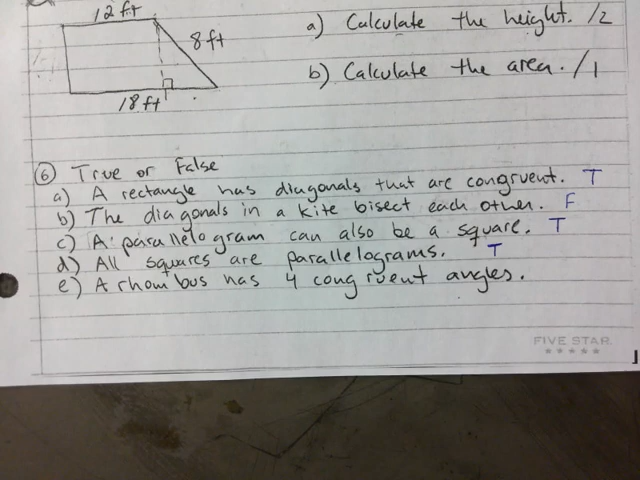 12 ft
8 ft
18 ft
a) Calculate the height. /2
b) Calculate the area. /1
6 True or False
a) A rectangle has diagonals that are congruent. T
b) The diagonals in a kite bisect each other. F
c) A parallelogram can also be a square. T
d) All squares are parallelograms. T
e) A rhombus has 4 congruent angles.
FIVE STAR